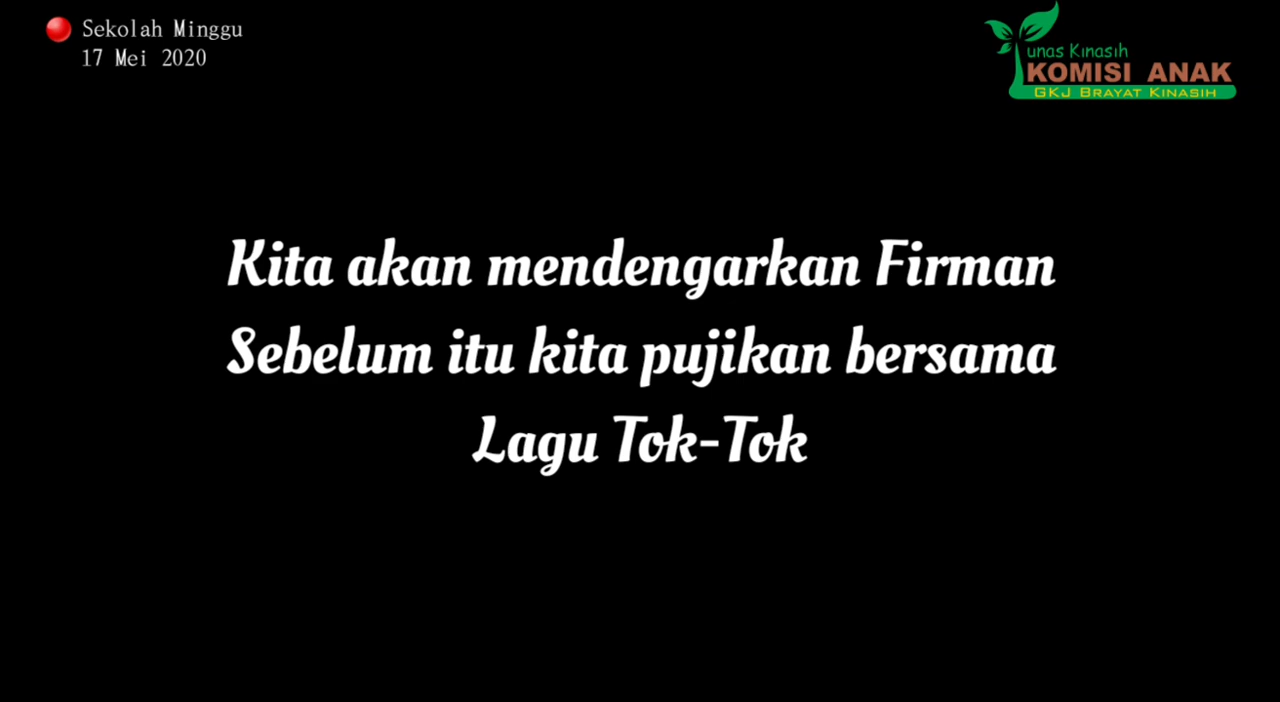 Sekolah Minggu
17 Mei 2020
Tunas Kinasih
KOMISI ANAK
GKJ BRAYAT KINASIH
Kita akan mendengarkan Firman
Sebelum itu kita pujikan bersama
Lagu Tok-Tok